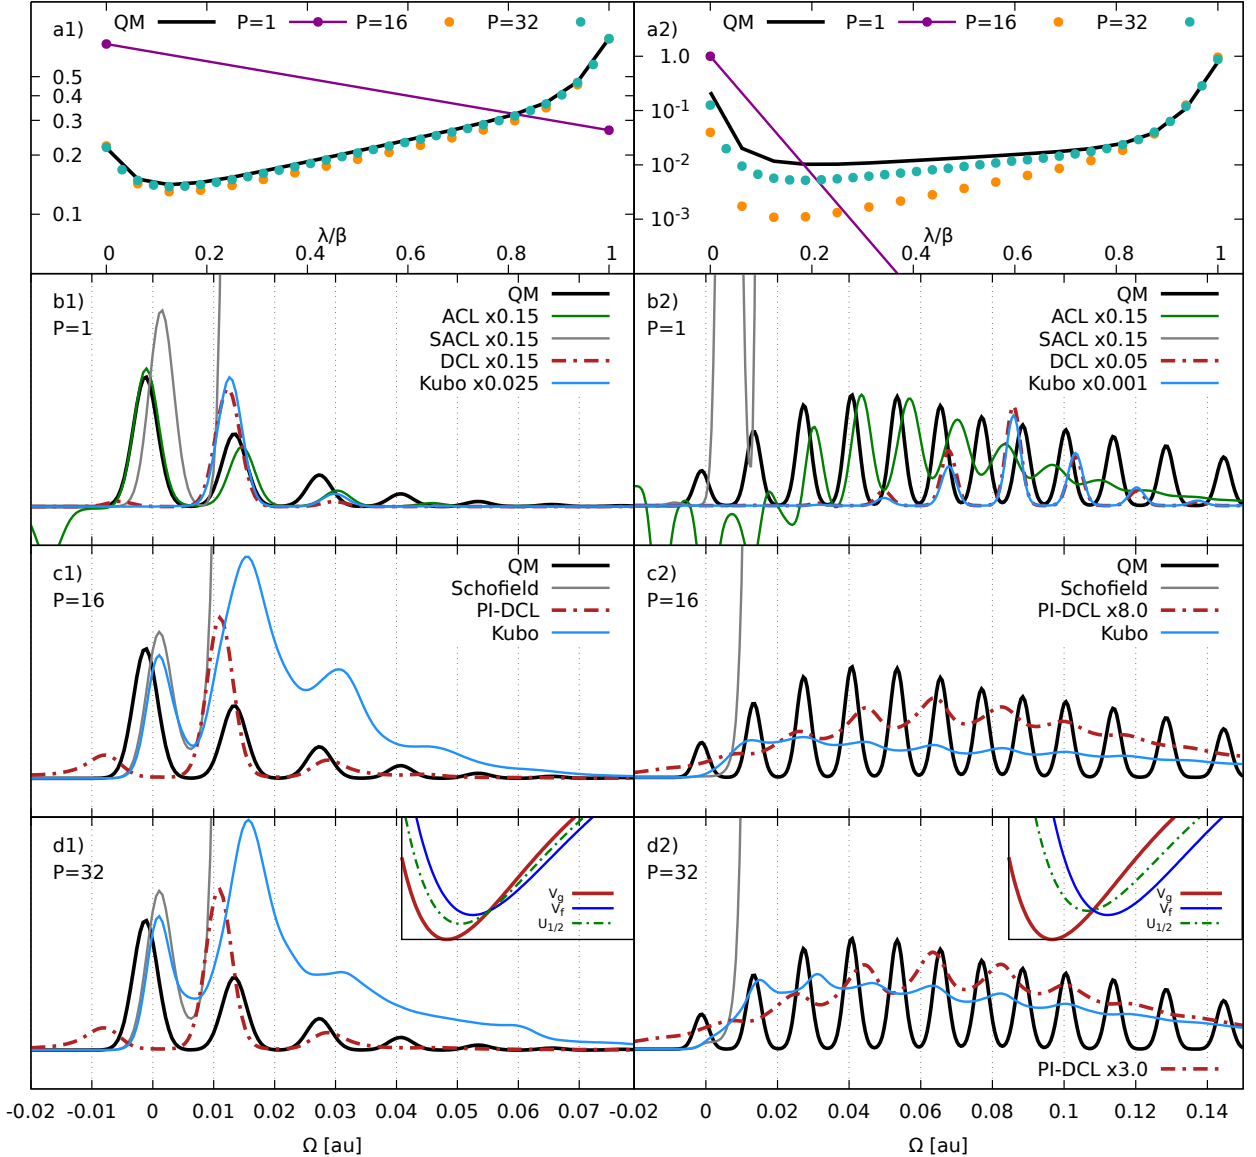 a1)
QM P=1 P=16 P=32
0.5
0.4
0.3
0.2
0.1
λ/β
0 0.2 0.4 0.6 0.8 1
a2)
QM P=1 P=16 P=32
1.0
10-1
10-2
10-3
λ/β
0 0.2 0.4 0.6 0.8 1
b1)
P=1
QM
ACL x0.15
SACL x0.15
DCL x0.15
Kubo x0.025
b2)
P=1
QM
ACL x0.15
SACL x0.15
DCL x0.05
Kubo x0.001
c1)
P=16
QM
Schofield
PI-DCL
Kubo
c2)
P=16
QM
Schofield
PI-DCL x8.0
Kubo
d1)
P=32
Vg
Vf
U1/2
d2)
P=32
Vg
Vf
U1/2
PI-DCL x3.0
-0.02 -0.01 0 0.01 0.02 0.03 0.04 0.05 0.06 0.07
-0.02 0 0.02 0.04 0.06 0.08 0.1 0.12 0.14
Ω [au]
Ω [au]